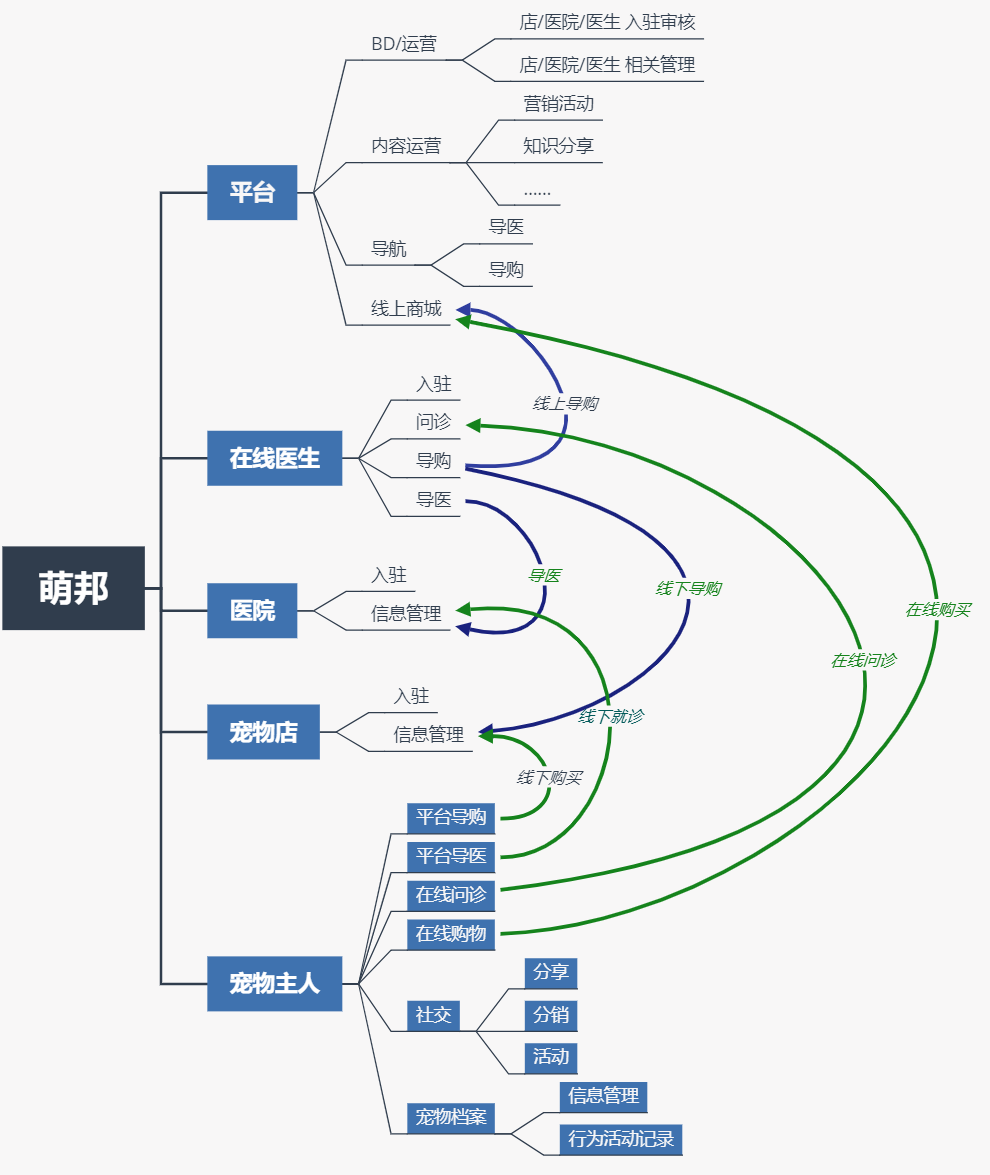 萌邦
平台
BD/运营
店/医院/医生 入驻审核
店/医院/医生 相关管理
内容运营
营销活动
知识分享
……
导航
导医
导购
线上商城
在线医生
入驻
问诊
导购
导医
线上导购
导医
线下导购
医院
入驻
信息管理
在线购买
在线问诊
宠物店
入驻
信息管理
线下就诊
线下购买
宠物主人
平台导购
平台导医
在线问诊
在线购物
社交
分享
分销
活动
宠物档案
信息管理
行为活动记录